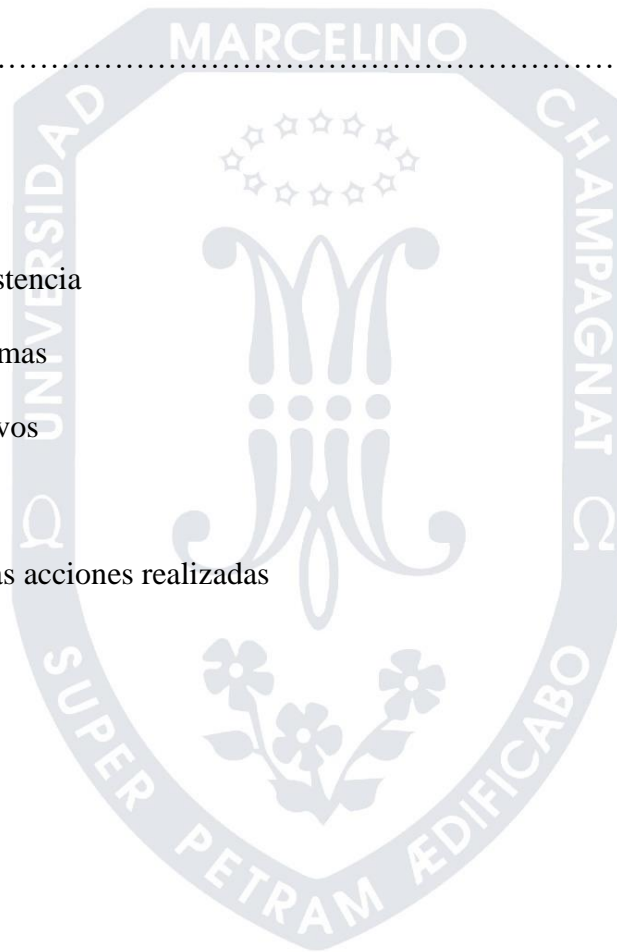 MARCELINO
……………………………………………………………
UNIVERSIDAD
CHAMPAGNAT
stencia
mas
vos
Ω
Ω
as acciones realizadas
SUPER PETRAM ÆDIFICABO